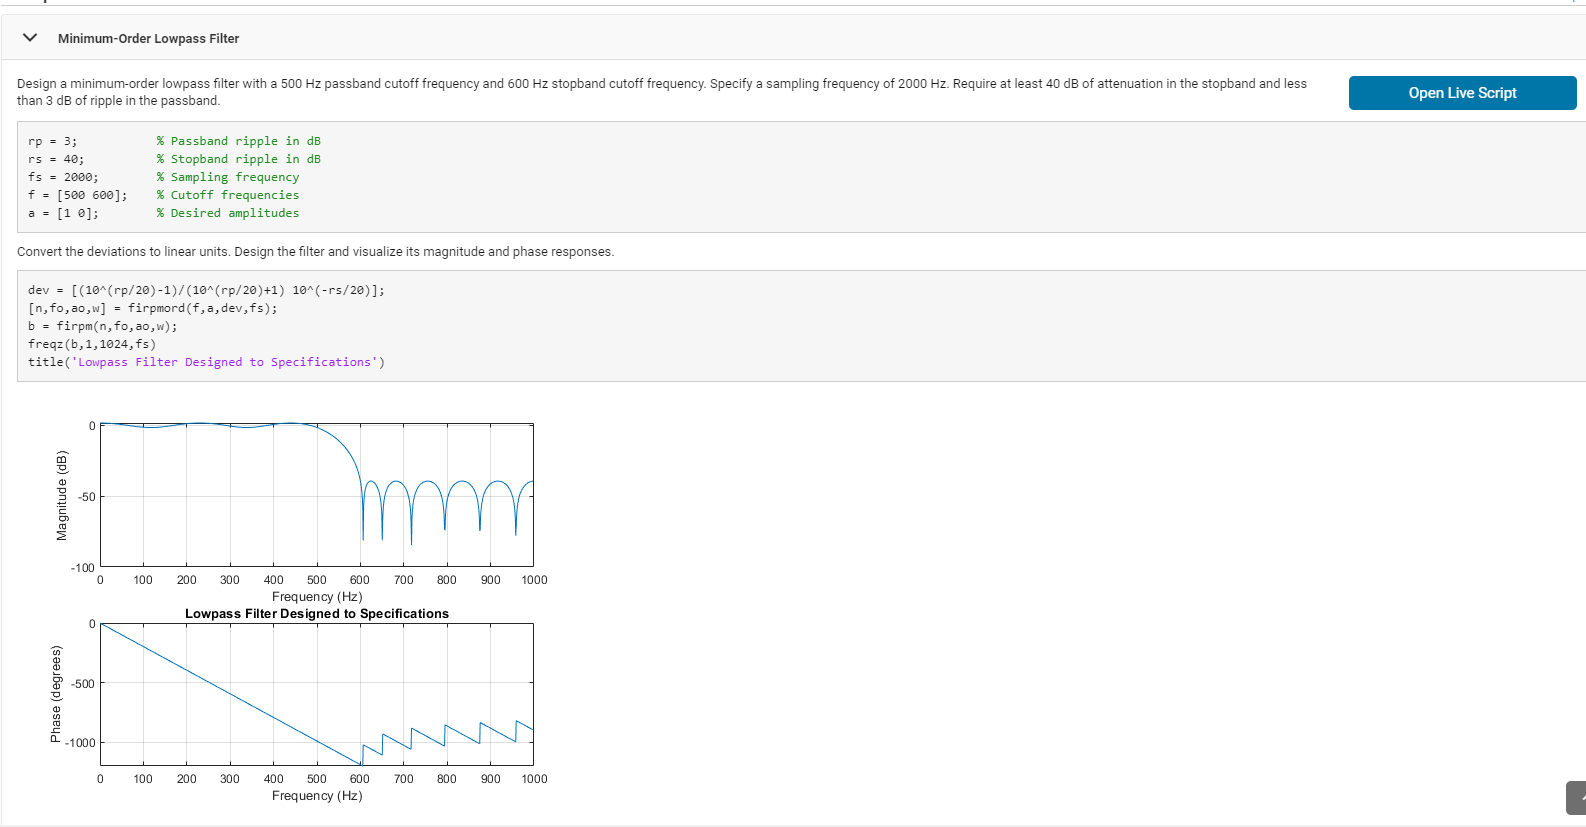 Minimum-Order Lowpass Filter
Design a minimum-order lowpass filter with a 500 Hz passband cutoff frequency and 600 Hz stopband cutoff frequency. Specify a sampling frequency of 2000 Hz. Require at least 40 dB of attenuation in the stopband and less
than 3 dB of ripple in the passband.
Open Live Script
rp = 3; % Passband ripple in dB
rs = 40; % Stopband ripple in dB
fs = 2000; % Sampling frequency
f = [500 600]; % Cutoff frequencies
a = [1 0]; % Desired amplitudes
Convert the deviations to linear units. Design the filter and visualize its magnitude and phase responses.
dev = [(10^(rp/20)-1)/(10^(rp/20)+1) 10^(-rs/20)];
[n,fo,ao,w] = firpmord(f,a,dev,fs);
b = firpm(n,fo,ao,w);
freqz(b,1,1024,fs)
title('Lowpass Filter Designed to Specifications')
0
-50
-100
Magnitude (dB)
0 100 200 300 400 500 600 700 800 900 1000
Frequency (Hz)
Lowpass Filter Designed to Specifications
0
-500
-1000
Phase (degrees)
0 100 200 300 400 500 600 700 800 900 1000
Frequency (Hz)